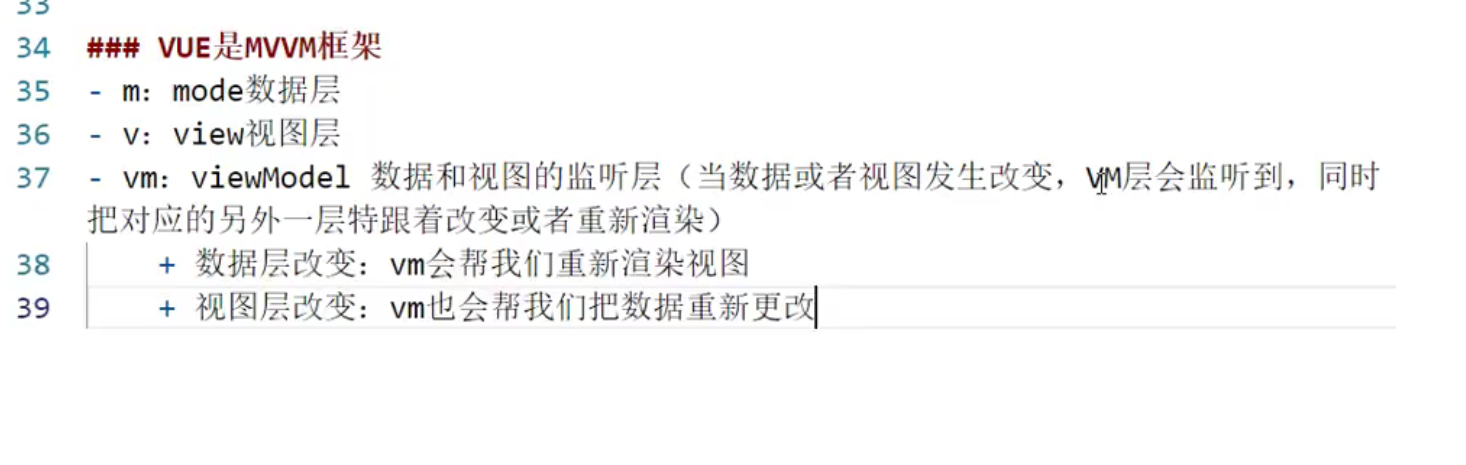 33
34 ### VUE是MVVM框架
35 - m：mode数据层
36 - v：view视图层
37 - vm：viewModel 数据和视图的监听层（当数据或者视图发生改变，VM层会监听到，同时
把对应的另外一层特跟着改变或者重新渲染）
38 + 数据层改变：vm会帮我们重新渲染视图
39 + 视图层改变：vm也会帮我们把数据重新更改